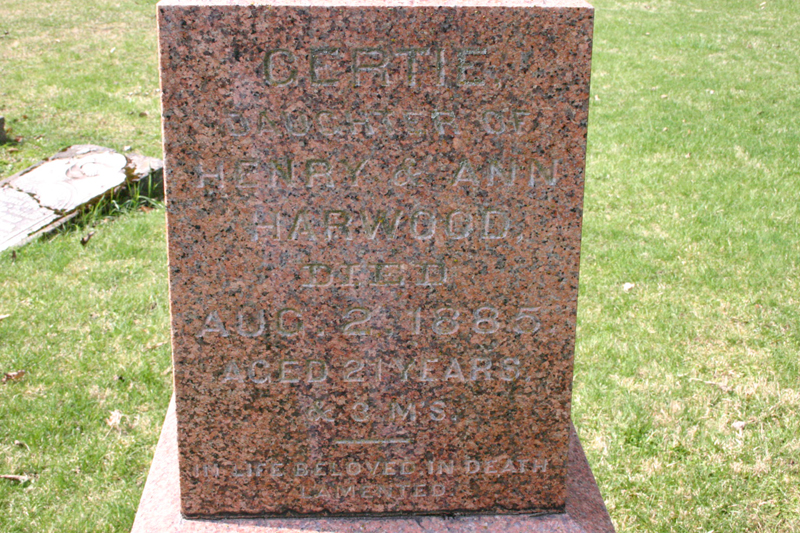 GERTIE,
DAUGHTER OF
HENRY & ANN
HARWOOD,
DIED
AUG. 2, 1885,
AGED 21 YEARS,
& 3 M S.
IN LIFE BELOVED IN DEATH
LAMENTED